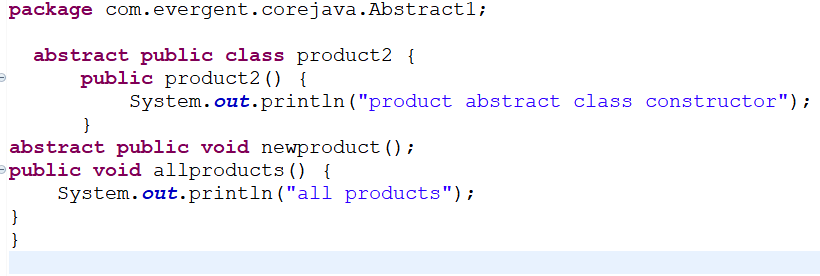 package com.evergent.corejava.Abstract1;
abstract public class product2 {
public product2() {
System.out.println("product abstract class constructor");
}
abstract public void newproduct();
public void allproducts() {
System.out.println("all products");
}
}